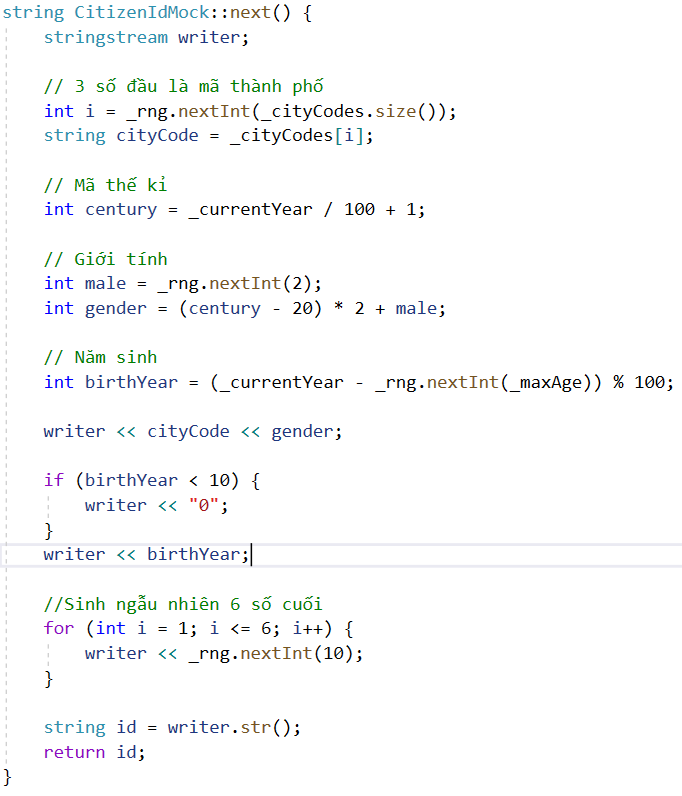 string CitizenIdMock::next() {
    stringstream writer;

    // 3 số đầu là mã thành phố
    int i = _rng.nextInt(_cityCodes.size());
    string cityCode = _cityCodes[i];

    // Mã thế kỉ
    int century = _currentYear / 100 + 1;

    // Giới tính
    int male = _rng.nextInt(2);
    int gender = (century - 20) * 2 + male;

    // Năm sinh
    int birthYear = (_currentYear - _rng.nextInt(_maxAge)) % 100;

    writer << cityCode << gender;

    if (birthYear < 10) {
        writer << "0";
    }
    writer << birthYear;

    //Sinh ngẫu nhiên 6 số cuối
    for (int i = 1; i <= 6; i++) {
        writer << _rng.nextInt(10);
    }

    string id = writer.str();
    return id;
}